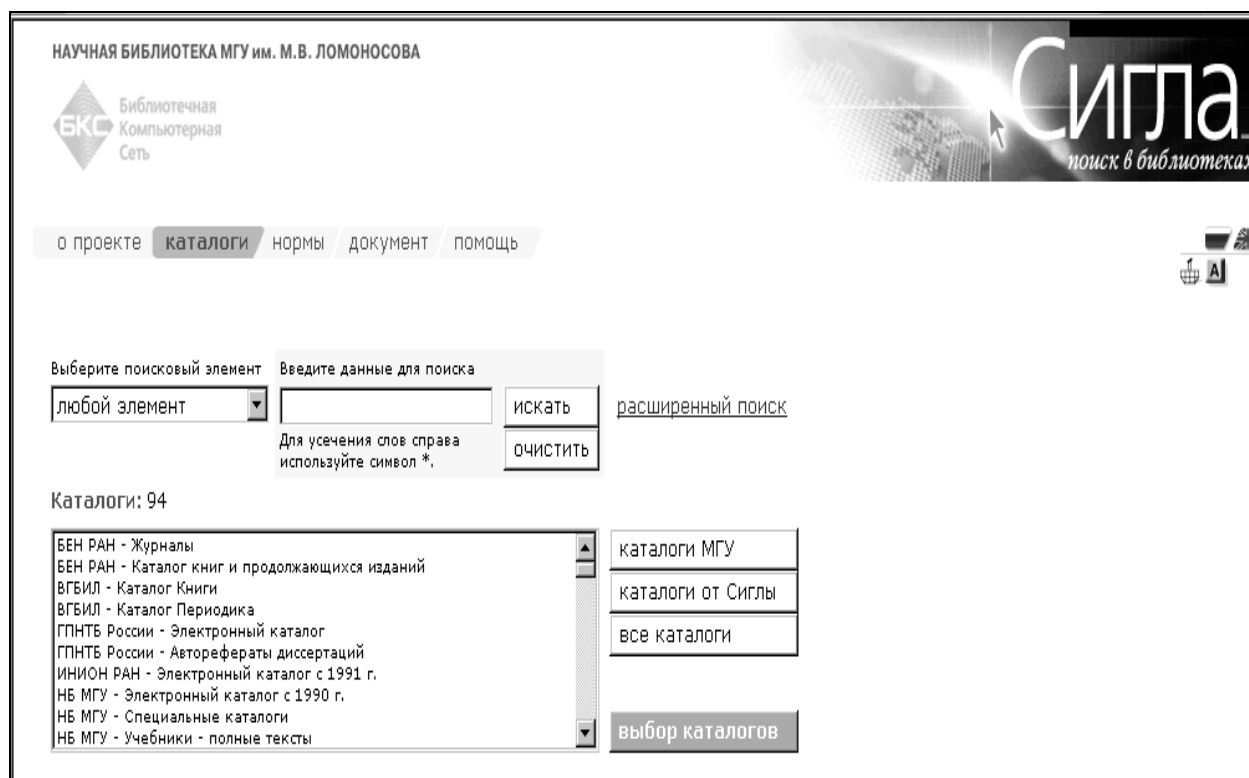 НАУЧНАЯ БИБЛИОТЕКА МГУ им. М.В. ЛОМОНОСОВА
БКС
Библиотечная
Компьютерная
Сеть
Сигла
поиск в библиотеках
о проекте каталоги нормы документ помощь
A
Выберите поисковый элемент Введите данные для поиска
любой элемент искать расширенный поиск
Для усечения слов справа
используйте символ *.
очистить
Каталоги: 94
БЕН РАН - Журналы
БЕН РАН - Каталог книг и продолжающихся изданий
ВГБИЛ - Каталог Книги
ВГБИЛ - Каталог Периодика
ГПНТБ России - Электронный каталог
ГПНТБ России - Авторефераты диссертаций
ИНИОН РАН - Электронный каталог с 1991 г.
НБ МГУ - Электронный каталог с 1990 г.
НБ МГУ - Специальные каталоги
НБ МГУ - Учебники - полные тексты
каталоги МГУ
каталоги от Сиглы
все каталоги
выбор каталогов